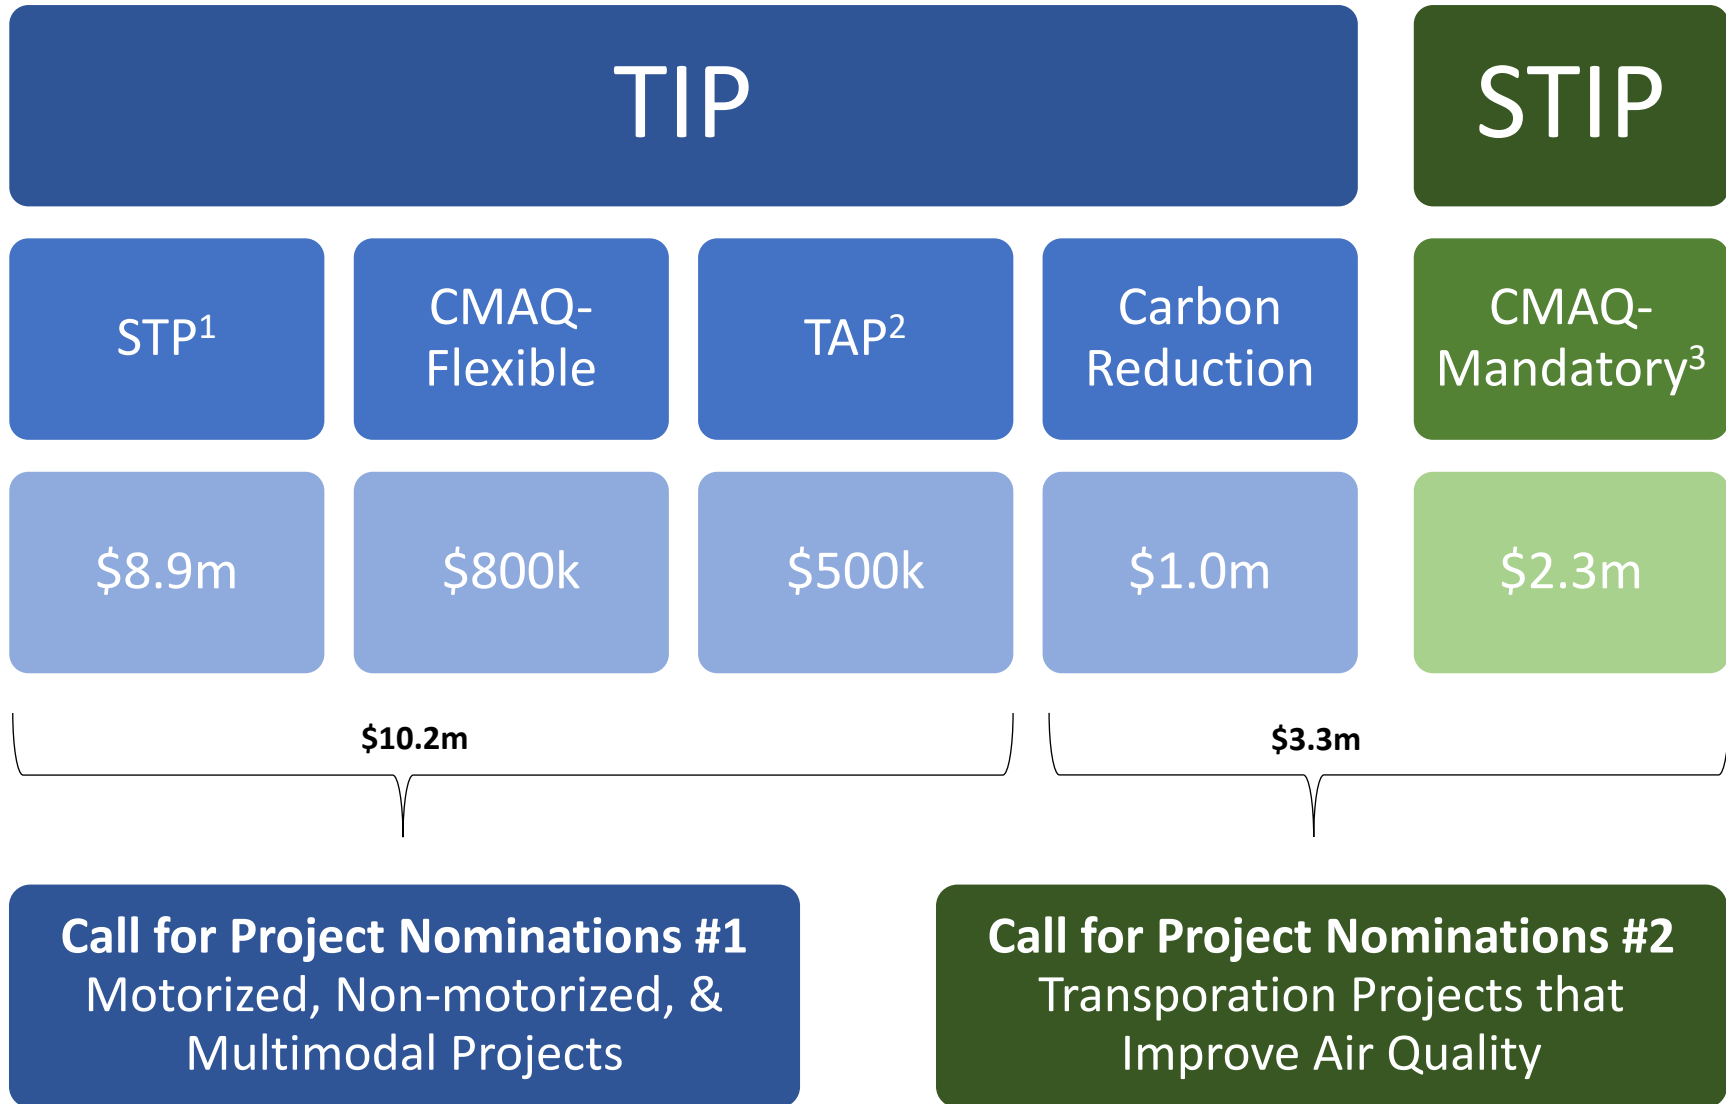 TIP
STIP
STP¹
CMAQ-
Flexible
TAP²
Carbon
Reduction
CMAQ-
Mandatory³
$8.9m
$800k
$500k
$1.0m
$2.3m
$10.2m
$3.3m
Call for Project Nominations #1
Motorized, Non-motorized, &
Multimodal Projects
Call for Project Nominations #2
Transporation Projects that
Improve Air Quality